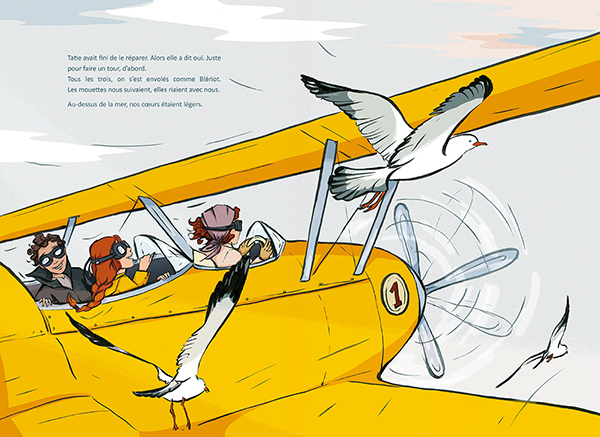 Tatie avait fini de le réparer. Alors elle a dit oui. Juste
pour faire un tour, d'abord.
Tous les trois, on s'est envolés comme Blériot.
Les mouettes nous suivaient, elles riaient avec nous.
Au-dessus de la mer, nos cœurs étaient légers.
1